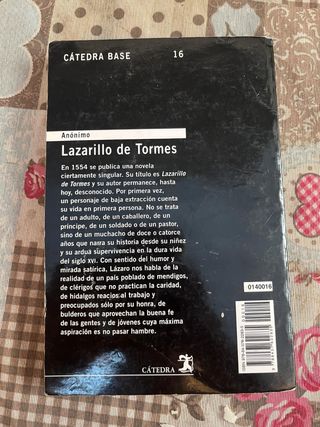 CÁTEDRA BASE 16
Anónimo
Lazarillo de Tormes
En 1554 se publica una novela
ciertamente singular. Su título es Lazarillo
de Tormes y su autor permanece, hasta
hoy, desconocido. Por primera vez,
un personaje de baja extracción cuenta
su vida en primera persona. No se trata
de un adulto, de un caballero, de un
príncipe, de un soldado o de un pastor,
sino de un muchacho de doce o catorce
años que narra su historia desde su niñez
y su ardua supervivencia en la dura vida
del siglo XVI. Con sentido del humor y
mirada satírica, Lázaro nos habla de la
realidad de un país poblado de mendigos,
de clérigos que no practican la caridad,
de hidalgos reacios al trabajo y
preocupados sólo por su honra, de
bulderos que aprovechan la buena fe
de las gentes y de jóvenes cuya máxima
aspiración es no pasar hambre.
0140016
CÁTEDRA